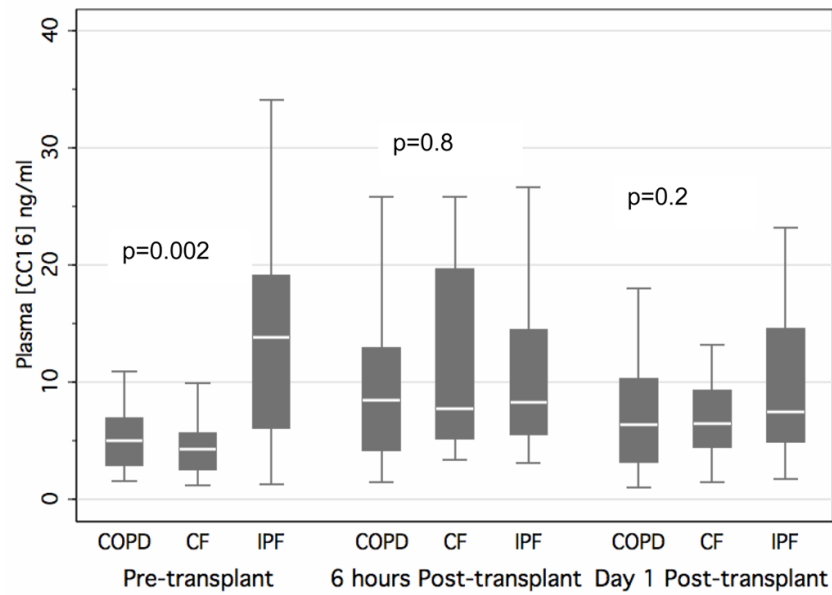 Plasma [CC16] ng/ml
40
30
20
10
0
p=0.002
p=0.8
p=0.2
COPD CF IPF COPD CF IPF COPD CF IPF
Pre-transplant 6 hours Post-transplant Day 1 Post-transplant